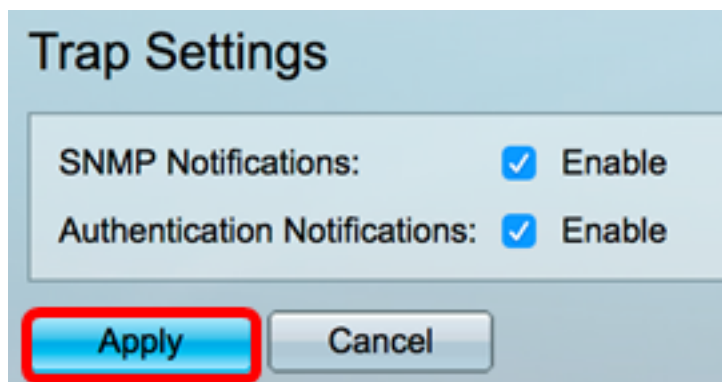 Trap Settings
SNMP Notifications: Enable
Authentication Notifications: Enable
Apply Cancel